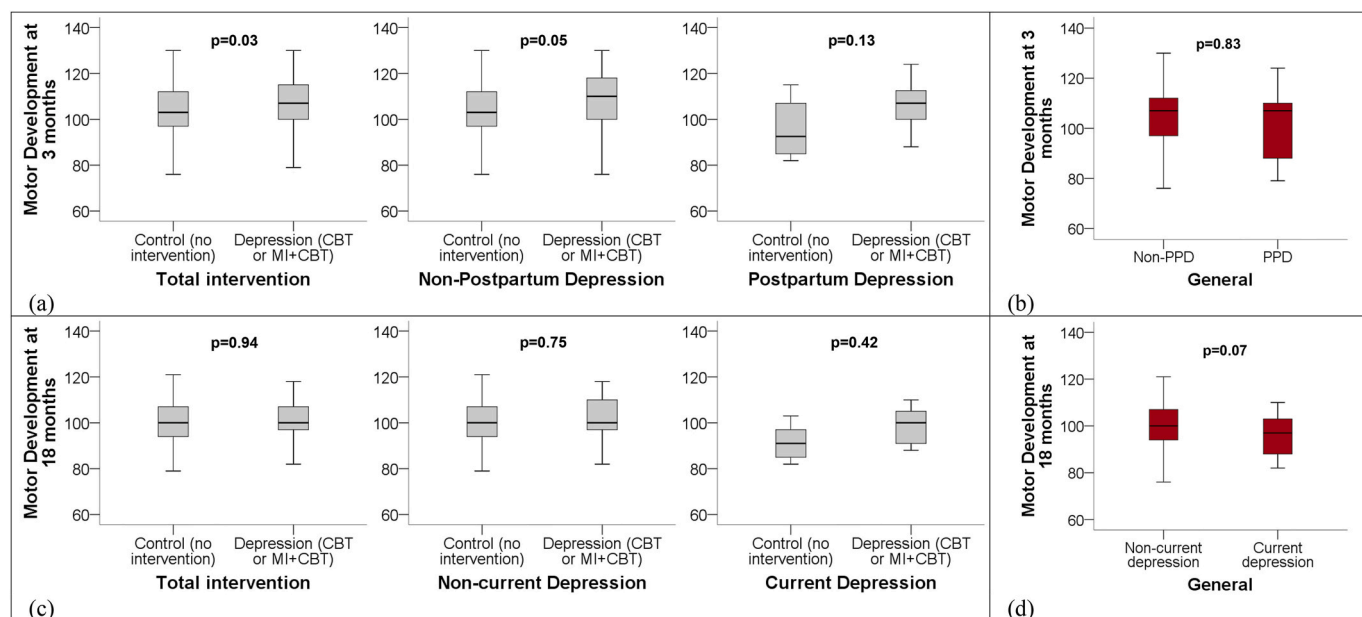 Motor Development at
3 months
140
120
100
80
60
p=0.03
Control (no
intervention)
Depression (CBT
or MI+CBT)
Total intervention
140
120
100
80
60
p=0.05
Control (no
intervention)
Depression (CBT
or MI+CBT)
Non-Postpartum Depression
140
120
100
80
60
p=0.13
Control (no
intervention)
Depression (CBT
or MI+CBT)
Postpartum Depression
(a)
Motor Development at 3
months
140
120
100
80
60
p=0.83
Non-PPD
PPD
General
(b)
Motor Development at
18 months
140
120
100
80
60
p=0.94
Control (no
intervention)
Depression (CBT
or MI+CBT)
Total intervention
140
120
100
80
60
p=0.75
Control (no
intervention)
Depression (CBT
or MI+CBT)
Non-current Depression
140
120
100
80
60
p=0.42
Control (no
intervention)
Depression (CBT
or MI+CBT)
Current Depression
(c)
Motor Development at
18 months
140
120
100
80
60
p=0.07
Non-current
depression
Current
depression
General
(d)